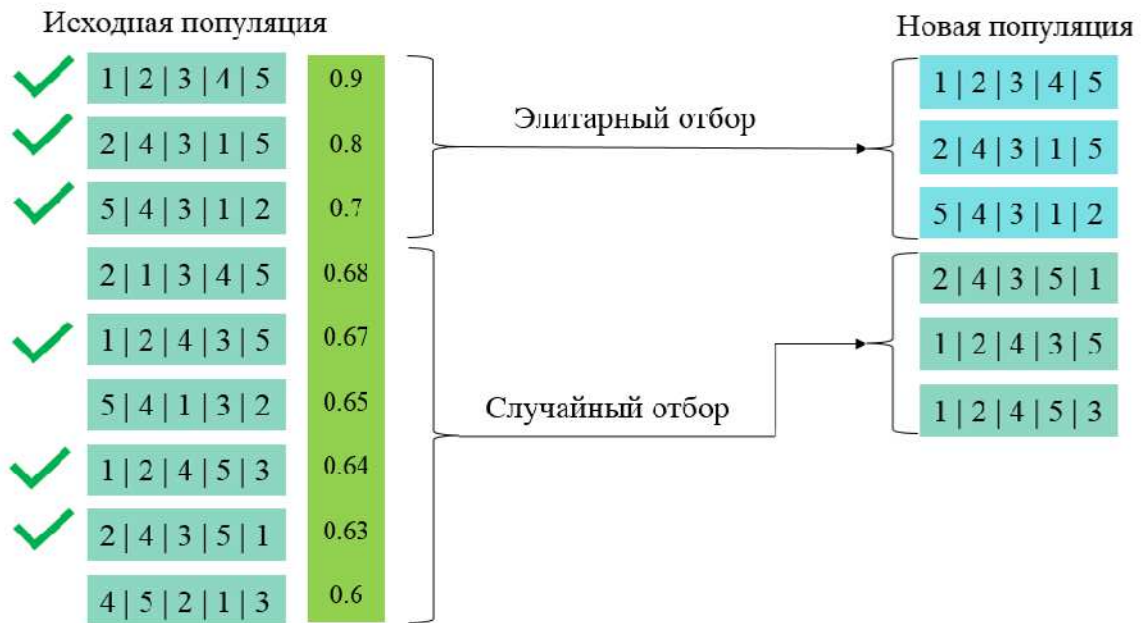 Исходная популяция
1 | 2 | 3 | 4 | 5
0.9
2 | 4 | 3 | 1 | 5
0.8
5 | 4 | 3 | 1 | 2
0.7
2 | 1 | 3 | 4 | 5
0.68
1 | 2 | 4 | 3 | 5
0.67
5 | 4 | 1 | 3 | 2
0.65
1 | 2 | 4 | 5 | 3
0.64
2 | 4 | 3 | 5 | 1
0.63
4 | 5 | 2 | 1 | 3
0.6
Элитарный отбор
Случайный отбор
Новая популяция
1 | 2 | 3 | 4 | 5
2 | 4 | 3 | 1 | 5
5 | 4 | 3 | 1 | 2
2 | 4 | 3 | 5 | 1
1 | 2 | 4 | 3 | 5
1 | 2 | 4 | 5 | 3